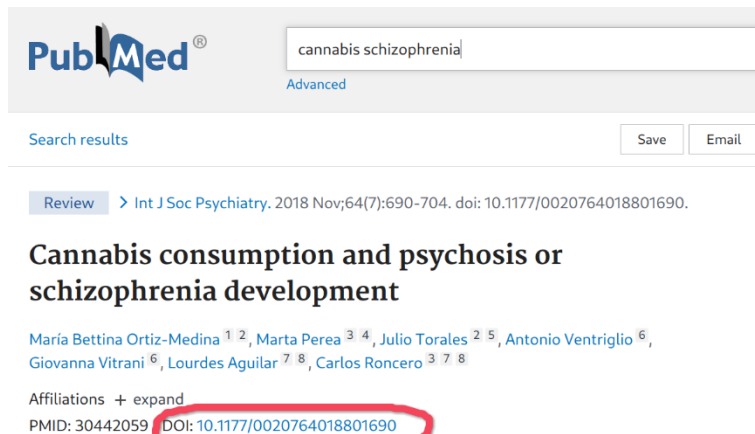 PubMed®
cannabis schizophrenia
Advanced
Search results
Save
Email
Review > Int J Soc Psychiatry. 2018 Nov;64(7):690-704. doi: 10.1177/0020764018801690.
Cannabis consumption and psychosis or
schizophrenia development
María Bettina Ortiz-Medina 1 2, Marta Perea 3 4, Julio Torales 2 5, Antonio Ventriglio 6,
Giovanna Vitrani 6, Lourdes Aguilar 7 8, Carlos Roncero 3 7 8
Affiliations + expand
PMID: 30442059 DOI: 10.1177/0020764018801690